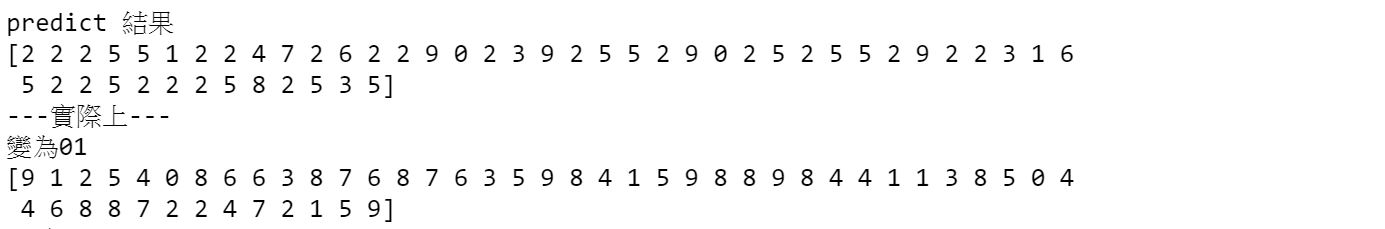 predict 結果
[2 2 2 5 5 1 2 2 4 7 2 6 2 2 9 0 2 3 9 2 5 5 2 9 0 2 5 2 5 5 2 9 2 2 3 1 6
5 2 2 5 2 2 2 5 8 2 5 3 5]
---實際上---
變為01
[9 1 2 5 4 0 8 6 6 3 8 7 6 8 7 6 3 5 9 8 4 1 5 9 8 8 9 8 4 4 1 1 3 8 5 0 4
4 6 8 8 7 2 2 4 7 2 1 5 9]